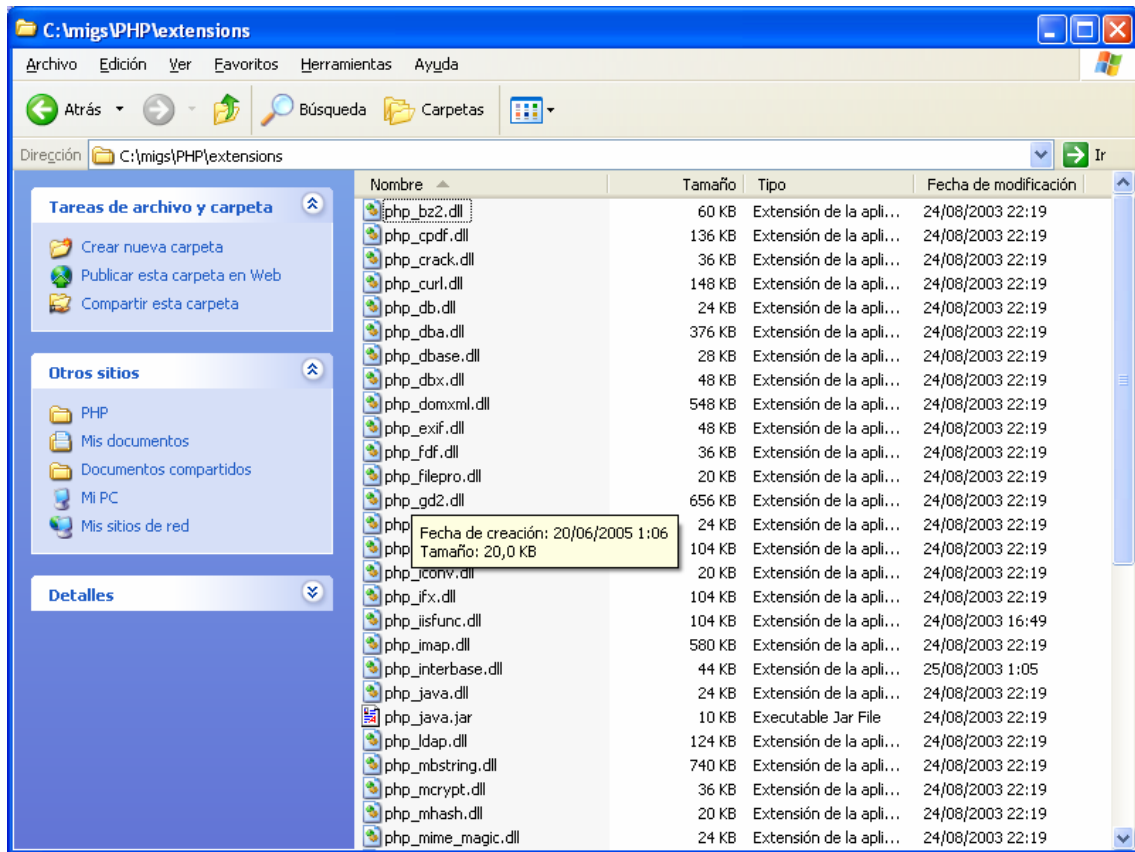 C:\migs\PHP\extensions
Archivo Edición Ver Favoritos Herramientas Ayuda
Atrás Búsqueda Carpetas
Dirección C:\migs\PHP\extensions Ir
Tareas de archivo y carpeta
Crear nueva carpeta
Publicar esta carpeta en Web
Compartir esta carpeta
Otros sitios
PHP
Mis documentos
Documentos compartidos
Mi PC
Mis sitios de red
Detalles
Nombre Tamaño Tipo Fecha de modificación
php_bz2.dll 60 KB Extensión de la apli... 24/08/2003 22:19
php_cpdf.dll 136 KB Extensión de la apli... 24/08/2003 22:19
php_crack.dll 36 KB Extensión de la apli... 24/08/2003 22:19
php_curl.dll 148 KB Extensión de la apli... 24/08/2003 22:19
php_db.dll 24 KB Extensión de la apli... 24/08/2003 22:19
php_dba.dll 376 KB Extensión de la apli... 24/08/2003 22:19
php_dbase.dll 28 KB Extensión de la apli... 24/08/2003 22:19
php_dbx.dll 48 KB Extensión de la apli... 24/08/2003 22:19
php_domxml.dll 548 KB Extensión de la apli... 24/08/2003 22:19
php_exif.dll 48 KB Extensión de la apli... 24/08/2003 22:19
php_fdf.dll 36 KB Extensión de la apli... 24/08/2003 22:19
php_filepro.dll 20 KB Extensión de la apli... 24/08/2003 22:19
php_gd2.dll 656 KB Extensión de la apli... 24/08/2003 22:19
php 24 KB Extensión de la apli... 24/08/2003 22:19
Fecha de creación: 20/06/2005 1:06
Tamaño: 20,0 KB
php 104 KB Extensión de la apli... 24/08/2003 22:19
php_iconv.dll 20 KB Extensión de la apli... 24/08/2003 22:19
php_ifx.dll 104 KB Extensión de la apli... 24/08/2003 22:19
php_iisfunc.dll 104 KB Extensión de la apli... 24/08/2003 16:49
php_imap.dll 580 KB Extensión de la apli... 24/08/2003 22:19
php_interbase.dll 44 KB Extensión de la apli... 25/08/2003 1:05
php_java.dll 24 KB Extensión de la apli... 24/08/2003 22:19
php_java.jar 10 KB Executable Jar File 24/08/2003 22:19
php_ldap.dll 124 KB Extensión de la apli... 24/08/2003 22:19
php_mbstring.dll 740 KB Extensión de la apli... 24/08/2003 22:19
php_mcrypt.dll 36 KB Extensión de la apli... 24/08/2003 22:19
php_mhash.dll 20 KB Extensión de la apli... 24/08/2003 22:19
php_mime_magic.dll 24 KB Extensión de la apli... 24/08/2003 22:19